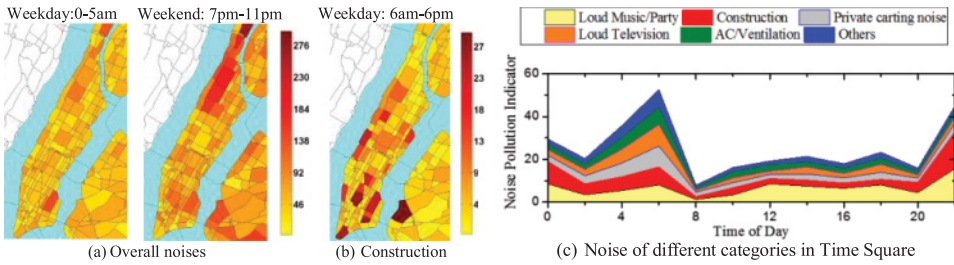 Weekday:0-5am
Weekend: 7pm-11pm
Weekday: 6am-6pm
276
230
184
138
92
46
27
22
18
13
9
4
(a) Overall noises
(b) Construction
Loud Music/Party
Construction
Private carting noise
Loud Television
AC/Ventilation
Others
Noise Pollution Indicator
60
40
20
0
0
4
8
12
16
20
Time of Day
(c) Noise of different categories in Time Square